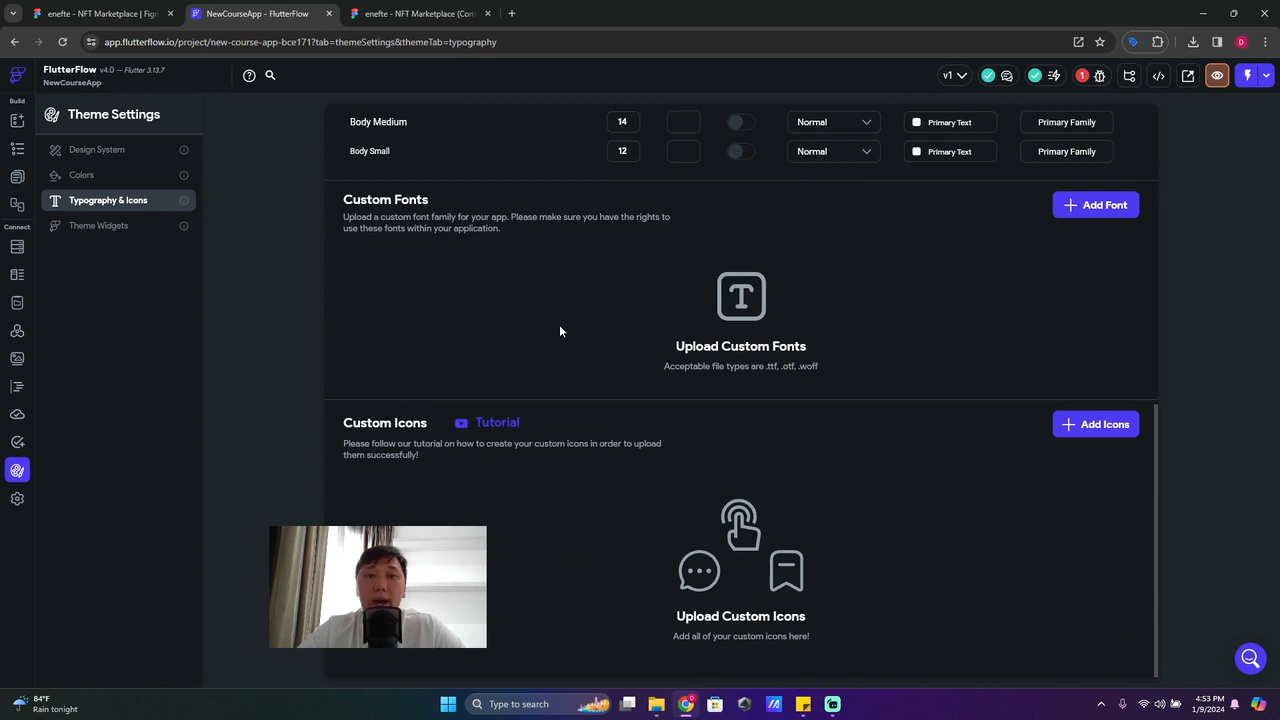 enefte - NFT Marketplace | Figm
NewCourseApp - FlutterFlow
enefte - NFT Marketplace (Com
app.flutterflow.io/project/new-course-app-bce171?tab=themeSettings&themeTab=typography
D
FlutterFlow v4.0 — Flutter 3.13.7
NewCourseApp
v1
1
Build
Theme Settings
Design System
Colors
Typography & Icons
Theme Widgets
Connect
Body Medium 14 Normal Primary Text Primary Family
Body Small 12 Normal Primary Text Primary Family
Custom Fonts
Upload a custom font family for your app. Please make sure you have the rights to
use these fonts within your application.
Add Font
Upload Custom Fonts
Acceptable file types are .ttf, .otf, .woff
Custom Icons Tutorial
Please follow our tutorial on how to create your custom icons in order to upload
them successfully!
Add Icons
Upload Custom Icons
Add all of your custom icons here!
84°F
Rain tonight
Type to search
4:53 PM
1/9/2024